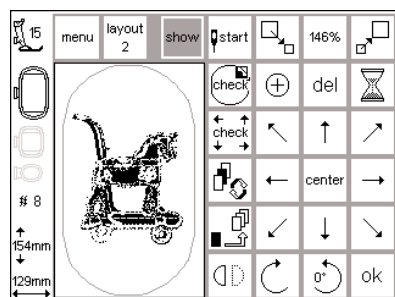 15
menu
layout
2
show
start
146%
check
del
check
center
# 8
154mm
129mm
0°
ok